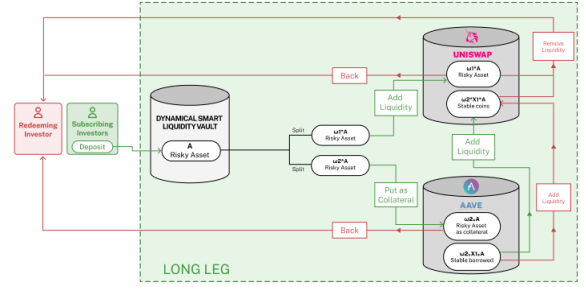 Redeeming
Investor
Subscribing
Investors
Deposit
DYNAMICAL SMART
LIQUIDITY VAULT
A
Risky Asset
Split
Split
ω1*A
Risky Asset
ω2*A
Risky Asset
Add
Liquidity
Put as
Collateral
Back
Back
UNISWAP
ω1*A
Risky Asset
ω2*X1*A
Stable coins
Remove
Liquidity
Add
Liquidity
Add
Liquidity
AAVE
ω2*A
Risky Asset
as collateral
ω2*X1*A
Stable borrowed
LONG LEG